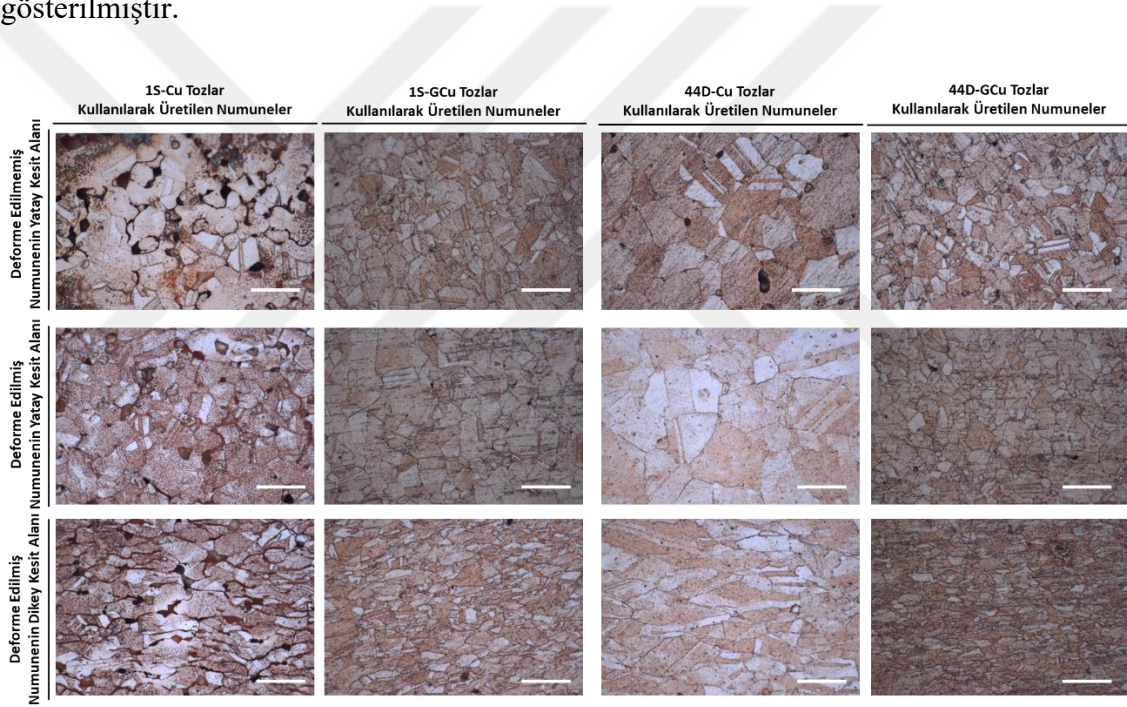 gösterilmiştir.
1S-Cu Tozlar
Kullanılarak Üretilen Numuneler
1S-GCu Tozlar
Kullanılarak Üretilen Numuneler
44D-Cu Tozlar
Kullanılarak Üretilen Numuneler
44D-GCu Tozlar
Kullanılarak Üretilen Numuneler
Deforme Edilmemiş
Numunenin Yatay Kesit Alanı
Deforme Edilmiş
Numunenin Yatay Kesit Alanı
Deforme Edilmiş
Numunenin Dikey Kesit Alanı